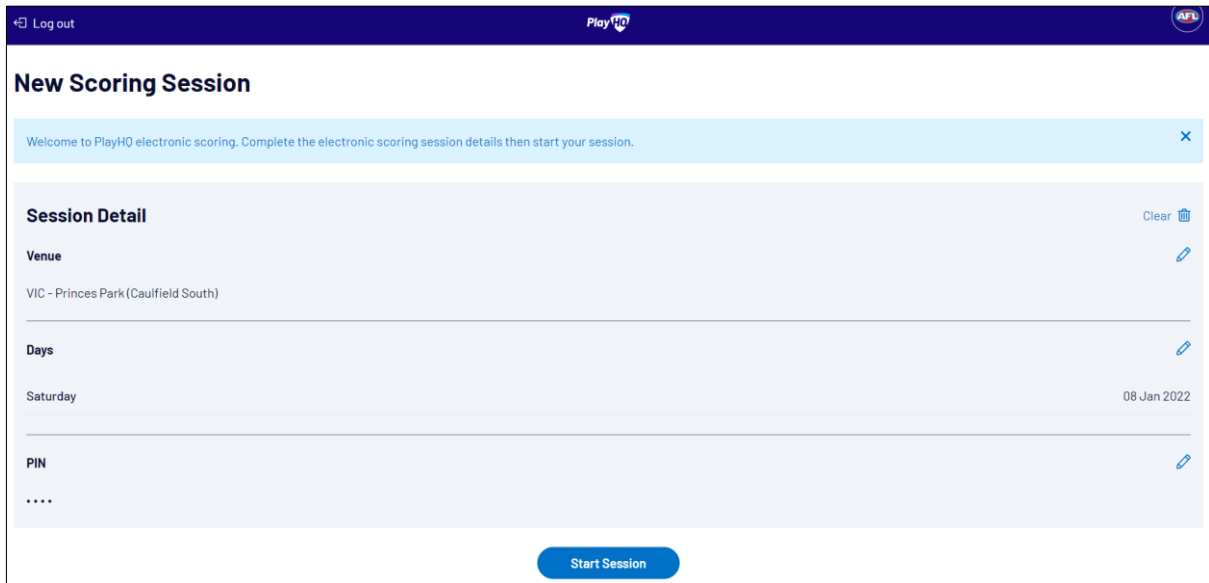 Log out
PlayHQ
AFL
New Scoring Session
Welcome to PlayHQ electronic scoring. Complete the electronic scoring session details then start your session.
Session Detail
Clear
Venue
VIC - Princes Park (Caulfield South)
Days
Saturday 08 Jan 2022
PIN
••••
Start Session